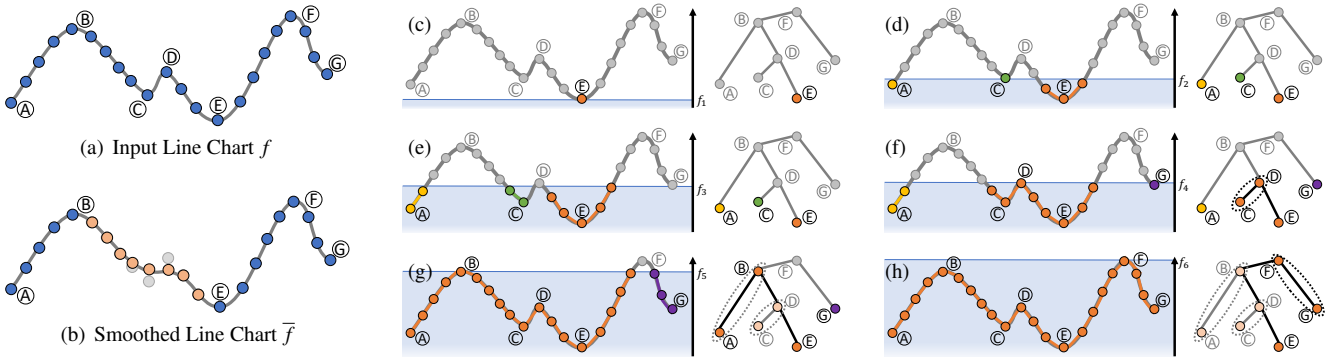 B
F
D
G
A
C
E
(a) Input Line Chart f
B
F
G
A
E
(b) Smoothed Line Chart f̅
(c)
B
F
D
G
A
C
E
f₁
B
F
D
G
A
C
E
(d)
B
F
D
G
A
C
E
f₂
B
F
D
G
A
C
E
(e)
B
F
D
G
A
C
E
f₃
B
F
D
G
A
C
E
(f)
B
F
D
G
A
C
E
f₄
B
F
D
G
A
C
E
(g)
B
F
D
G
A
C
E
f₅
B
F
D
G
A
C
E
(h)
B
F
D
G
A
C
E
f₆
B
F
D
G
A
C
E